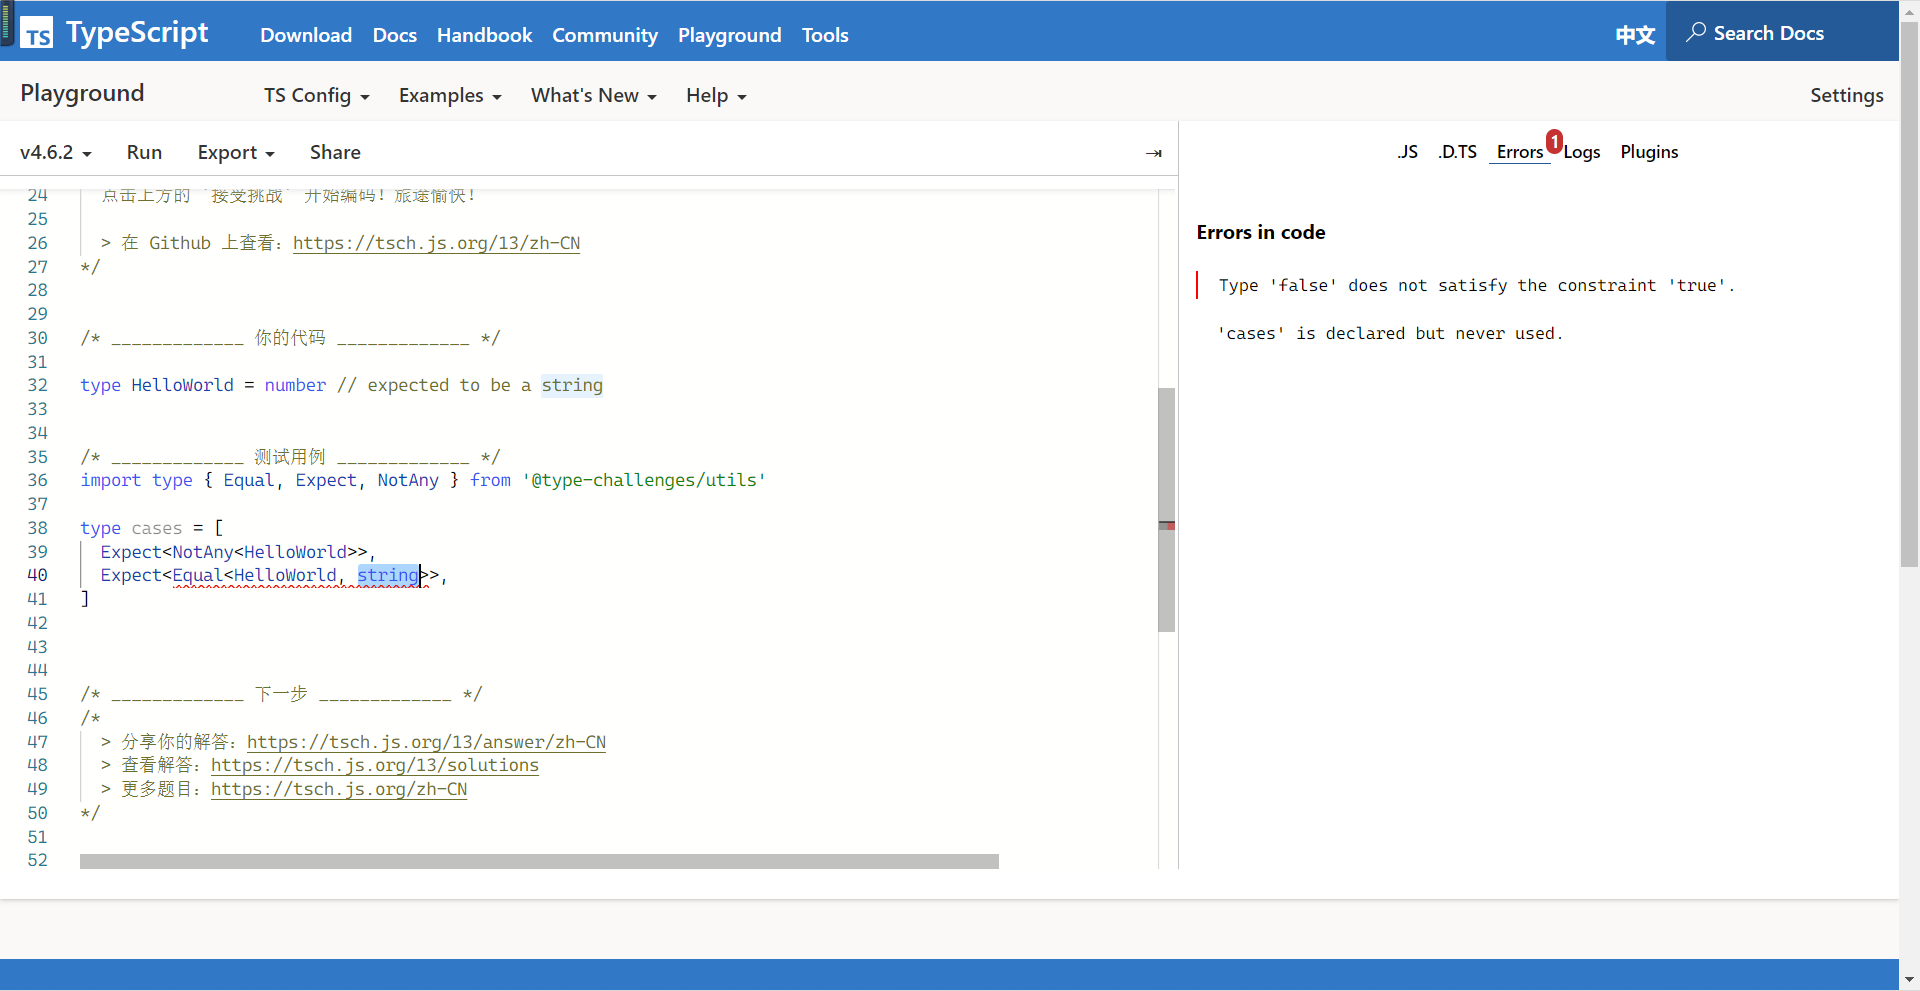 TS TypeScript Download Docs Handbook Community Playground Tools 中文 Search Docs
Playground TS Config Examples What's New Help Settings
v4.6.2 Run Export Share .JS .D.TS Errors 1 Logs Plugins
24 点击上方的 `接受挑战` 开始编码！旅途愉快！
25
26 > 在 Github 上查看：https://tsch.js.org/13/zh-CN
27 */
28
29
30 /* _____________ 你的代码 _____________ */
31
32 type HelloWorld = number // expected to be a string
33
34
35 /* _____________ 测试用例 _____________ */
36 import type { Equal, Expect, NotAny } from '@type-challenges/utils'
37
38 type cases = [
39 Expect<NotAny<HelloWorld>>,
40 Expect<Equal<HelloWorld, string>>,
41 ]
42
43
44
45 /* _____________ 下一步 _____________ */
46 /*
47 > 分享你的解答：https://tsch.js.org/13/answer/zh-CN
48 > 查看解答：https://tsch.js.org/13/solutions
49 > 更多题目：https://tsch.js.org/zh-CN
50 */
51
52
Errors in code
Type 'false' does not satisfy the constraint 'true'.
'cases' is declared but never used.